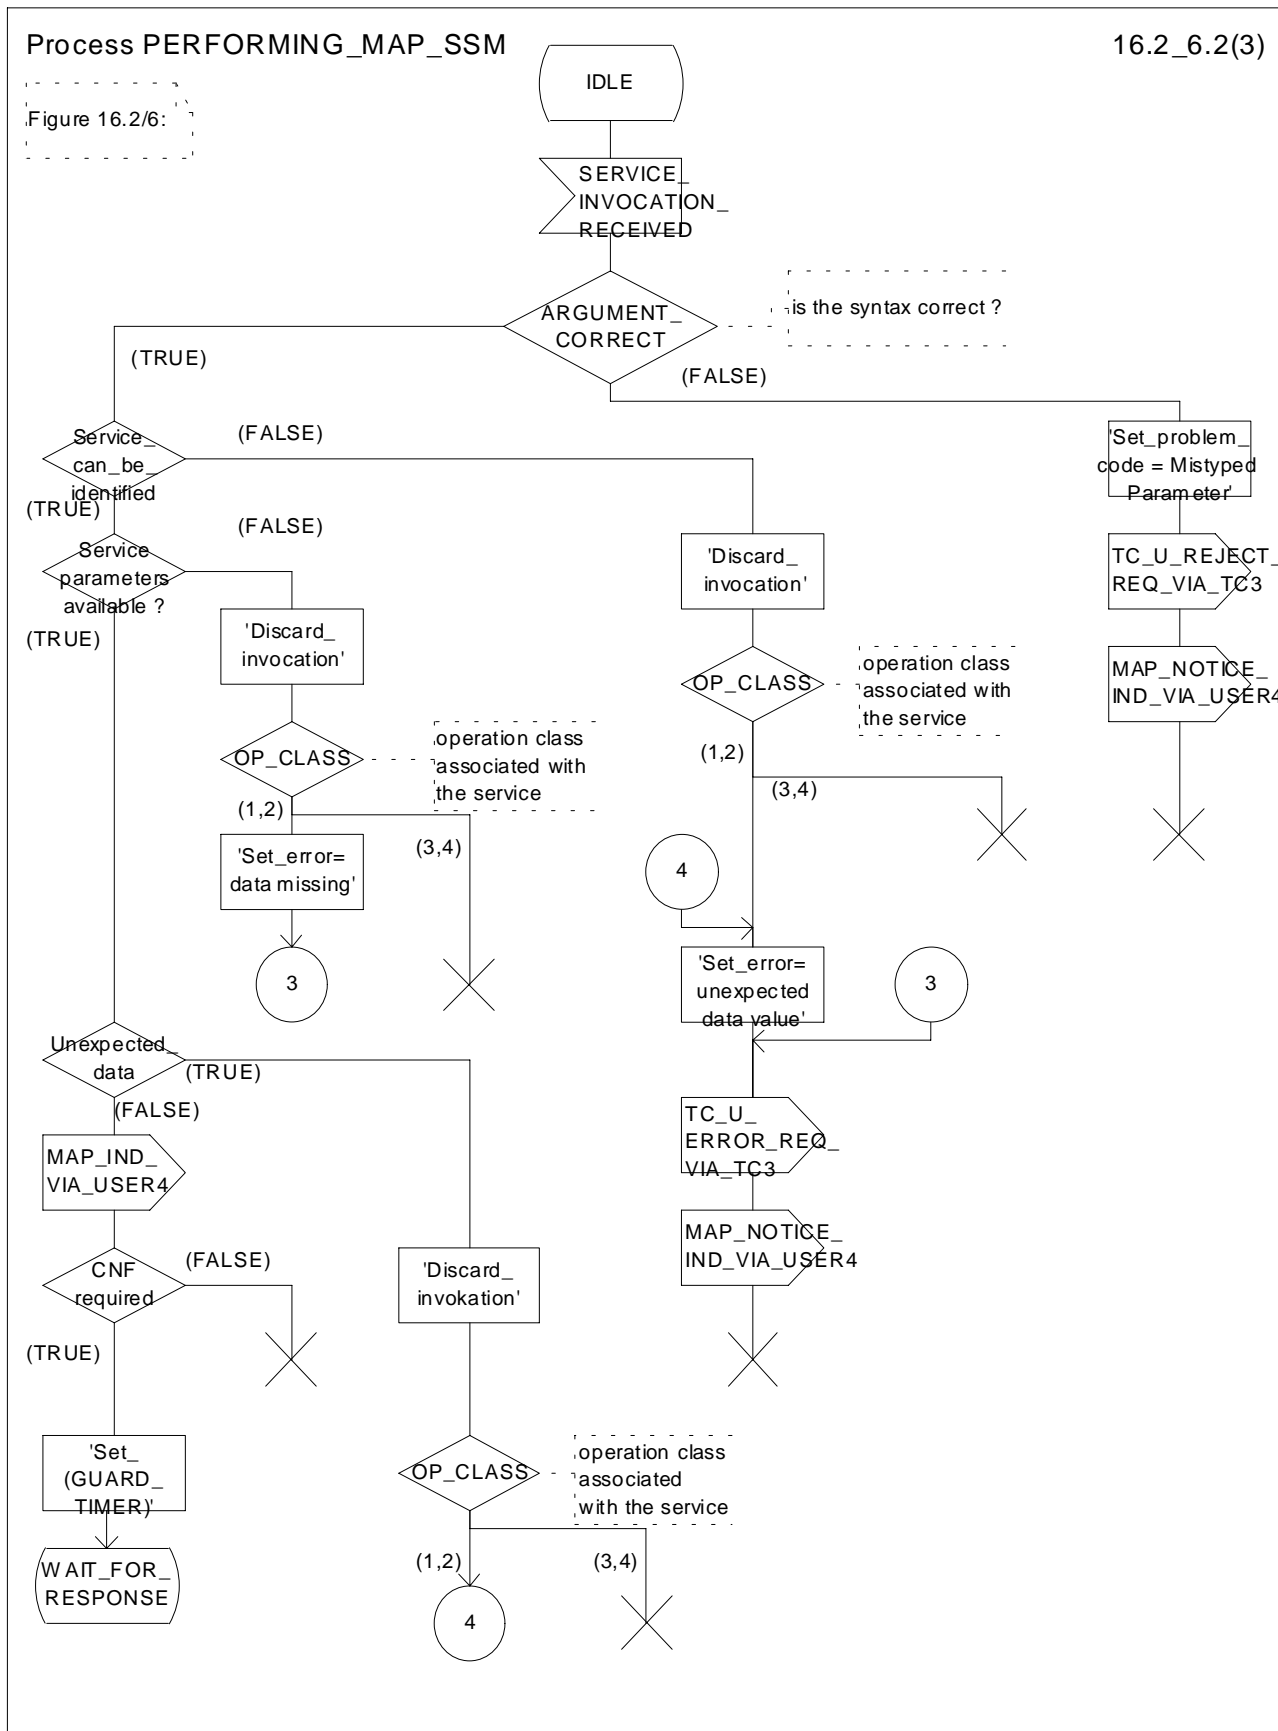 Process PERFORMING_MAP_SSM
16.2_6.2(3)
Figure 16.2/6:
IDLE
SERVICE_
INVOCATION_
RECEIVED
ARGUMENT_
CORRECT
is the syntax correct ?
(TRUE)
(FALSE)
Service_
can_be_
identified
(FALSE)
(TRUE)
'Set_problem_
code = Mistyped
Parameter'
Service
parameters
available ?
(FALSE)
(TRUE)
'Discard_
invocation'
TC_U_REJECT_
REQ_VIA_TC3
'Discard_
invocation'
OP_CLASS
operation class
associated with
the service
MAP_NOTICE_
IND_VIA_USER4
OP_CLASS
operation class
associated with
the service
(1,2)
(3,4)
(1,2)
(3,4)
'Set_error=
data missing'
4
3
'Set_error=
unexpected
data value'
3
Unexpected_
data
(TRUE)
(FALSE)
MAP_IND_
VIA_USER4
TC_U_
ERROR_REQ_
VIA_TC3
MAP_NOTICE_
IND_VIA_USER4
CNF
required
(FALSE)
(TRUE)
'Discard_
invokation'
'Set_
(GUARD_
TIMER)'
OP_CLASS
operation class
associated
with the service
(1,2)
(3,4)
WAIT_FOR_
RESPONSE
4